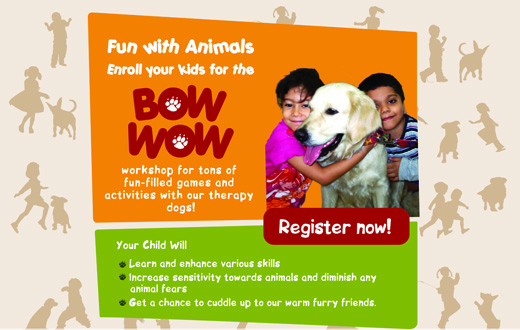 Fun with Animals
Enroll your kids for the
BOW
WOW
workshop for tons of
fun-filled games and
activities with our therapy
dogs!
Register now!
Your Child Will
Learn and enhance various skills
Increase sensitivity towards animals and diminish any
animal fears
Get a chance to cuddle up to our warm furry friends.